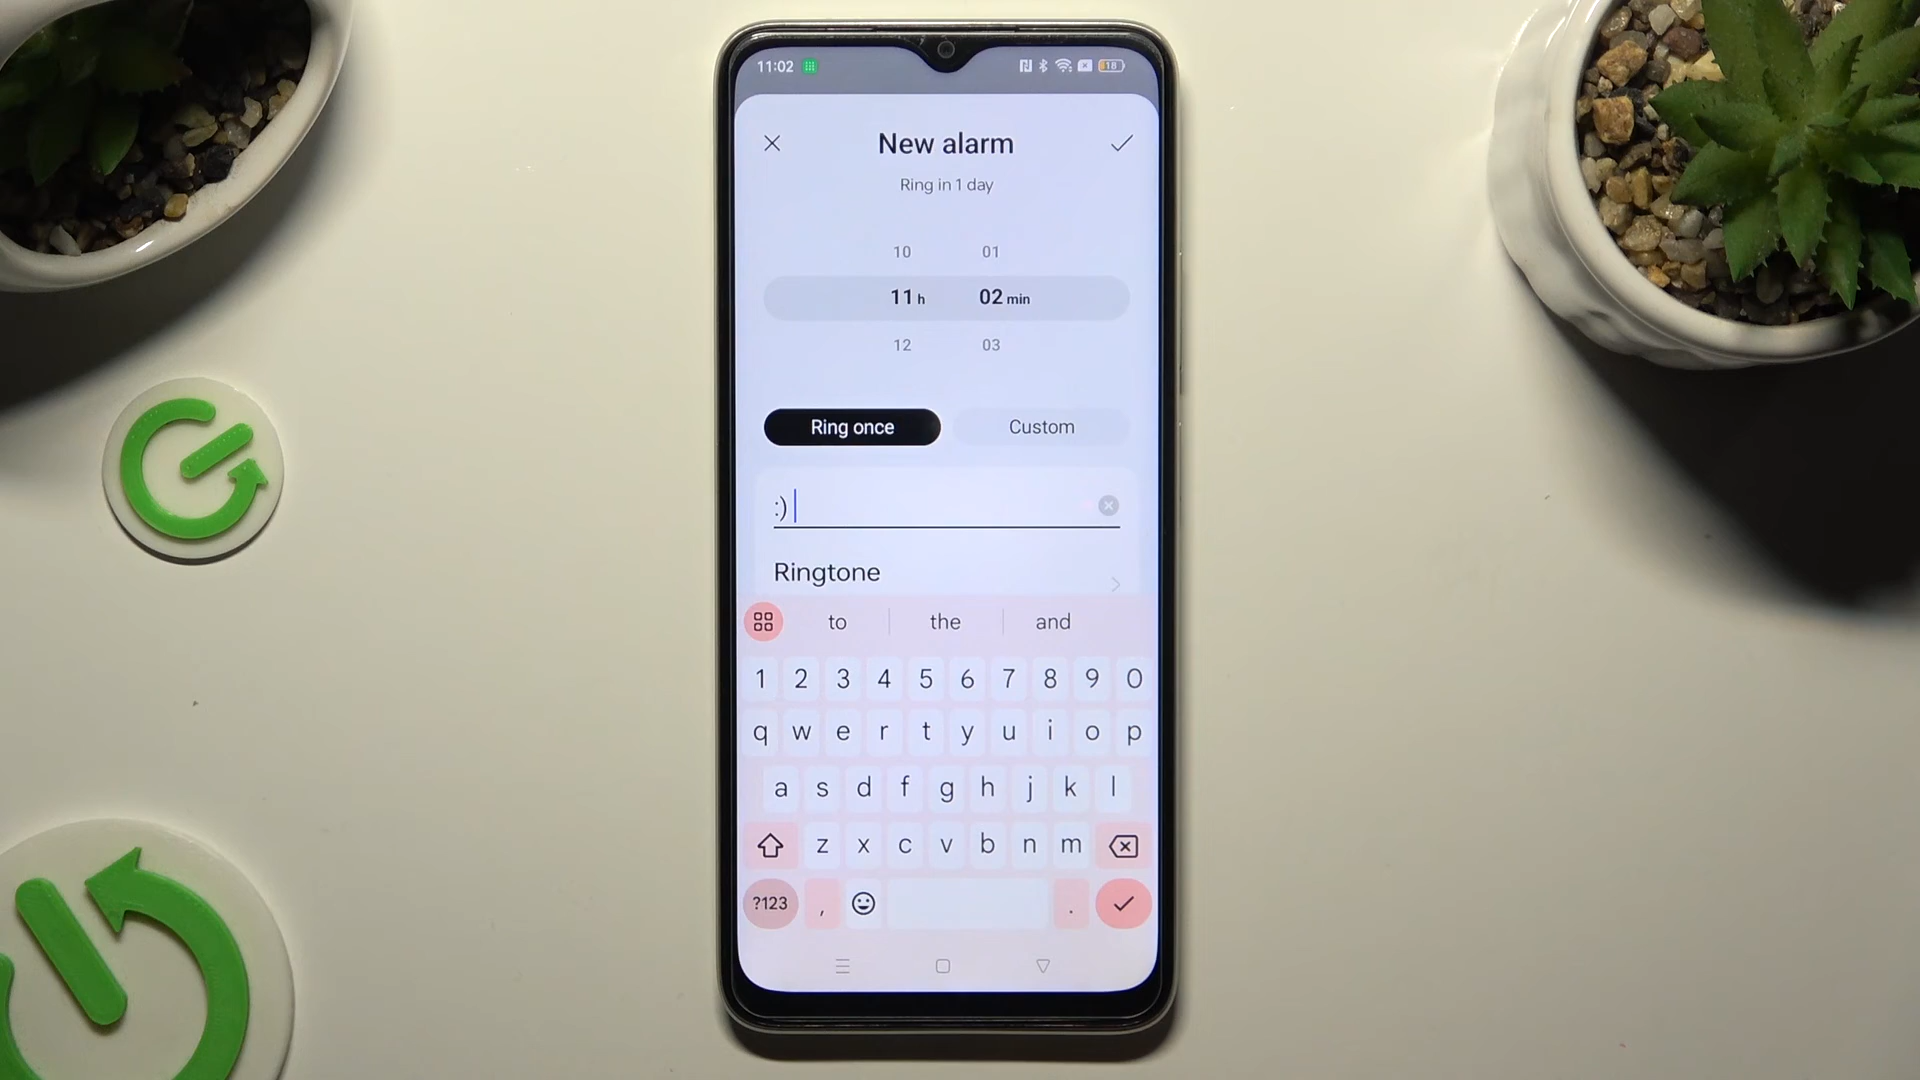 11:02 18
New alarm
Ring in 1 day
10 01
11 h 02 min
12 03
Ring once Custom
:)
Ringtone
to the and
1 2 3 4 5 6 7 8 9 0
q w e r t y u i o p
a s d f g h j k l
z x c v b n m
?123 , .